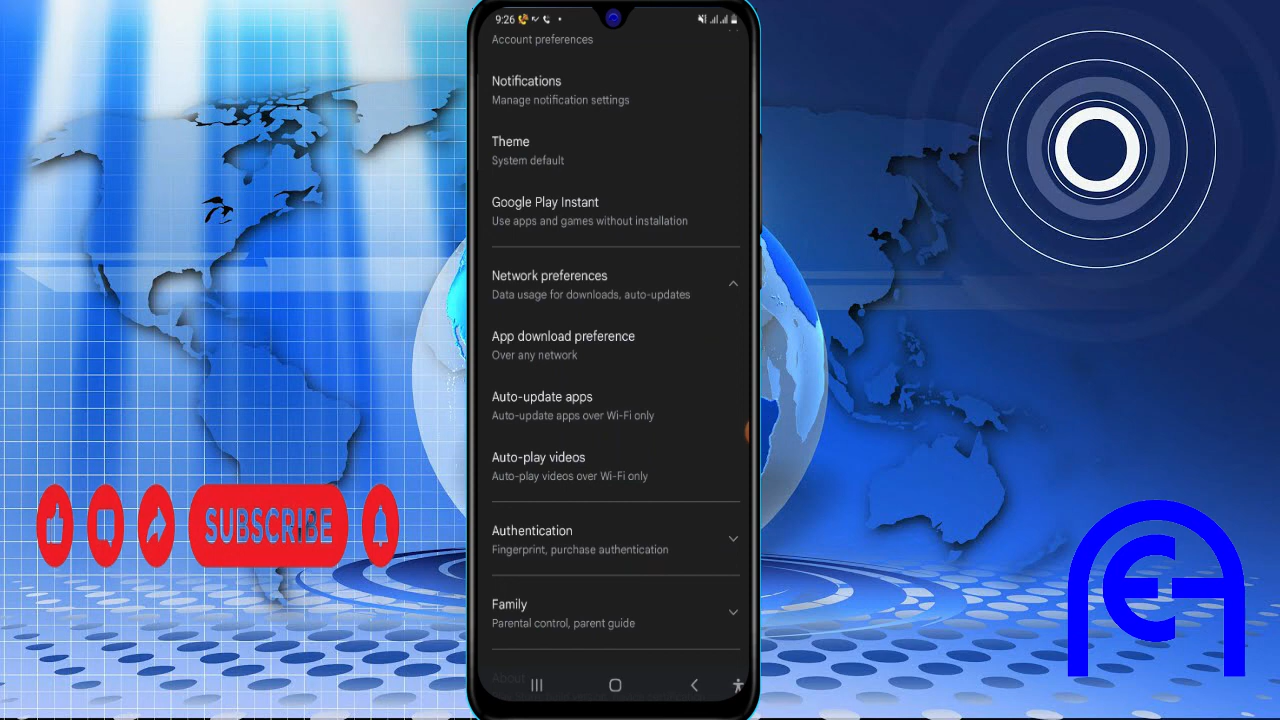 9:26
Account preferences
Notifications
Manage notification settings
Theme
System default
Google Play Instant
Use apps and games without installation
Network preferences
Data usage for downloads, auto-updates
App download preference
Over any network
Auto-update apps
Auto-update apps over Wi-Fi only
Auto-play videos
Auto-play videos over Wi-Fi only
Authentication
Fingerprint, purchase authentication
Family
Parental control, parent guide
About
SUBSCRIBE